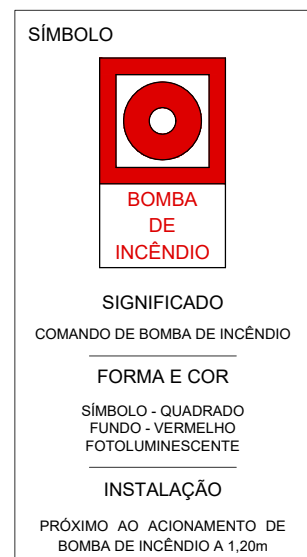 SÍMBOLO
BOMBA
DE
INCÊNDIO
SIGNIFICADO
COMANDO DE BOMBA DE INCÊNDIO
FORMA E COR
SÍMBOLO - QUADRADO
FUNDO - VERMELHO
FOTOLUMINESCENTE
INSTALAÇÃO
PRÓXIMO AO ACIONAMENTO DE
BOMBA DE INCÊNDIO A 1,20m